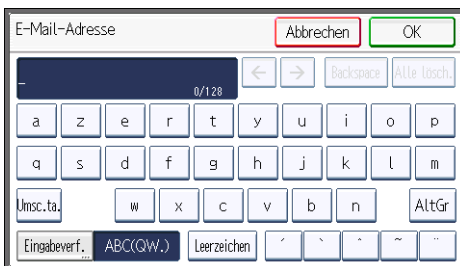 E-Mail-Adresse Abbrechen OK
_ 0/128 ← → Backspace Alle lösch.
a z e r t y u i o p
q s d f g h j k l m
Umsc.ta. w x c v b n AltGr
Eingabeverf. ABC(QW.) Leerzeichen ´ ` ^ ~ ¨